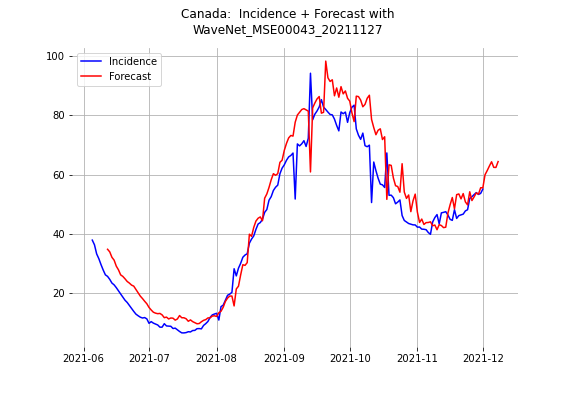 Canada:  Incidence + Forecast with
WaveNet_MSE00043_20211127
Incidence
Forecast
100
80
60
40
20
2021-06 2021-07 2021-08 2021-09 2021-10 2021-11 2021-12